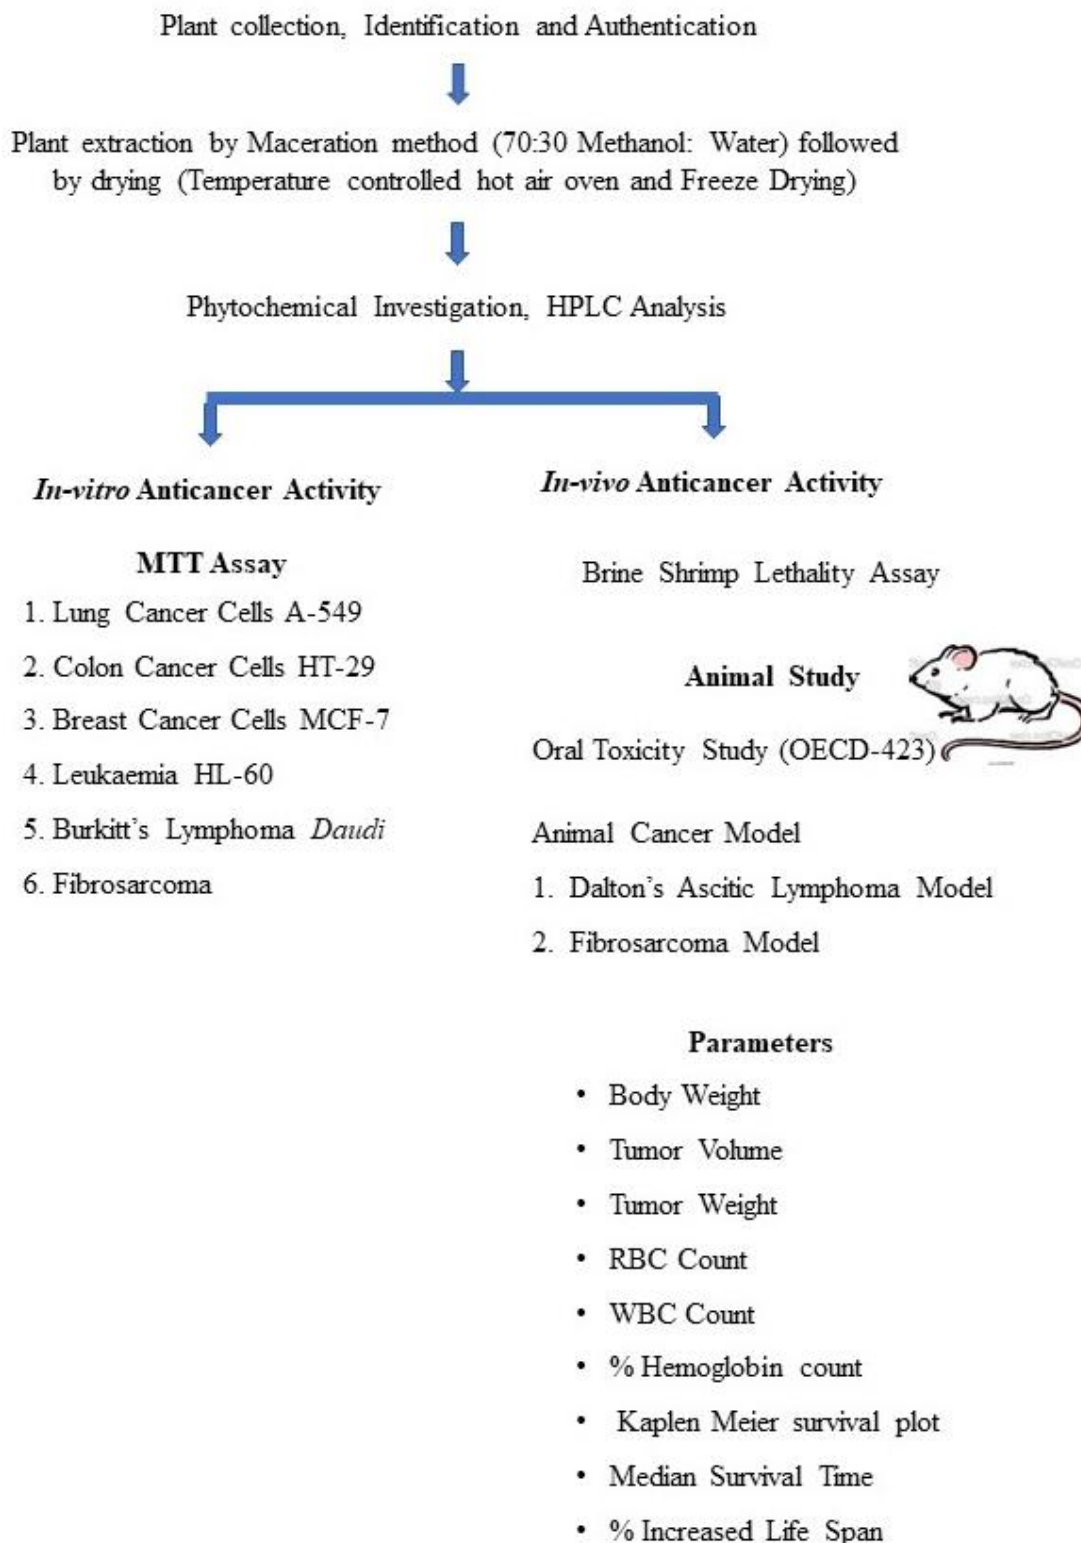 Plant collection, Identification and Authentication
Plant extraction by Maceration method (70:30 Methanol: Water) followed
by drying (Temperature controlled hot air oven and Freeze Drying)
Phytochemical Investigation, HPLC Analysis
In-vitro Anticancer Activity
MTT Assay
1. Lung Cancer Cells A-549
2. Colon Cancer Cells HT-29
3. Breast Cancer Cells MCF-7
4. Leukaemia HL-60
5. Burkitt's Lymphoma Daudi
6. Fibrosarcoma
In-vivo Anticancer Activity
Brine Shrimp Lethality Assay
Animal Study
Oral Toxicity Study (OECD-423)
Animal Cancer Model
1. Dalton's Ascitic Lymphoma Model
2. Fibrosarcoma Model
Parameters
• Body Weight
• Tumor Volume
• Tumor Weight
• RBC Count
• WBC Count
• % Hemoglobin count
• Kaplen Meier survival plot
• Median Survival Time
• % Increased Life Span